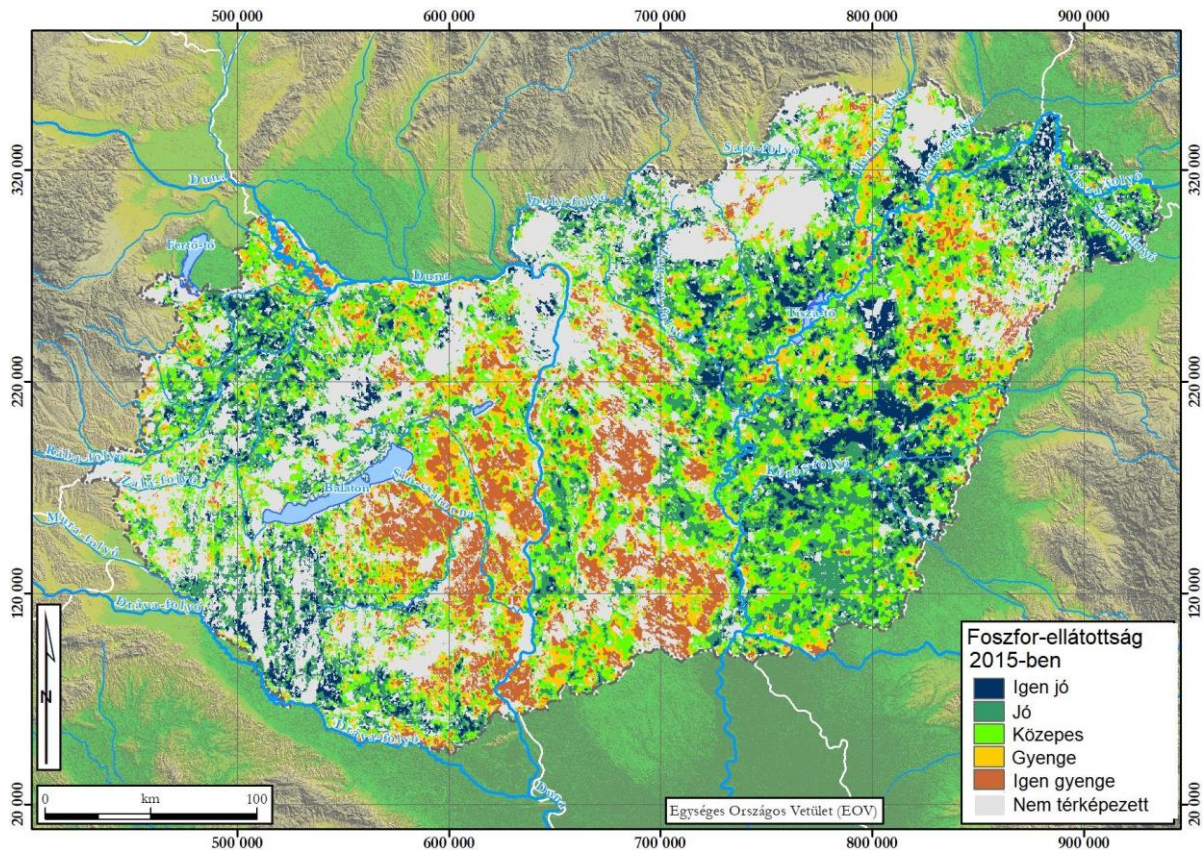 500 000 600 000 700 000 800 000 900 000
320 000
320 000
220 000
220 000
120 000
120 000
20 000
20 000
Sajó-folyó
Duna
Ipoly-folyó
Fertő-tó
Duna
Tisza-tó
Rába-folyó
Zala-folyó
Körös-folyó
Balaton
Mura-folyó
Dráva-folyó
Dráva-folyó
Duna
N
0 km 100
Egységes Országos Vetület (EOV)
Foszfor-ellátottság
2015-ben
Igen jó
Jó
Közepes
Gyenge
Igen gyenge
Nem térképezett
500 000 600 000 700 000 800 000 900 000